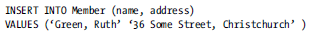 INSERT INTO Member (name, address)
VALUES (‘Green, Ruth’ ‘36 Some Street, Christchurch’ )